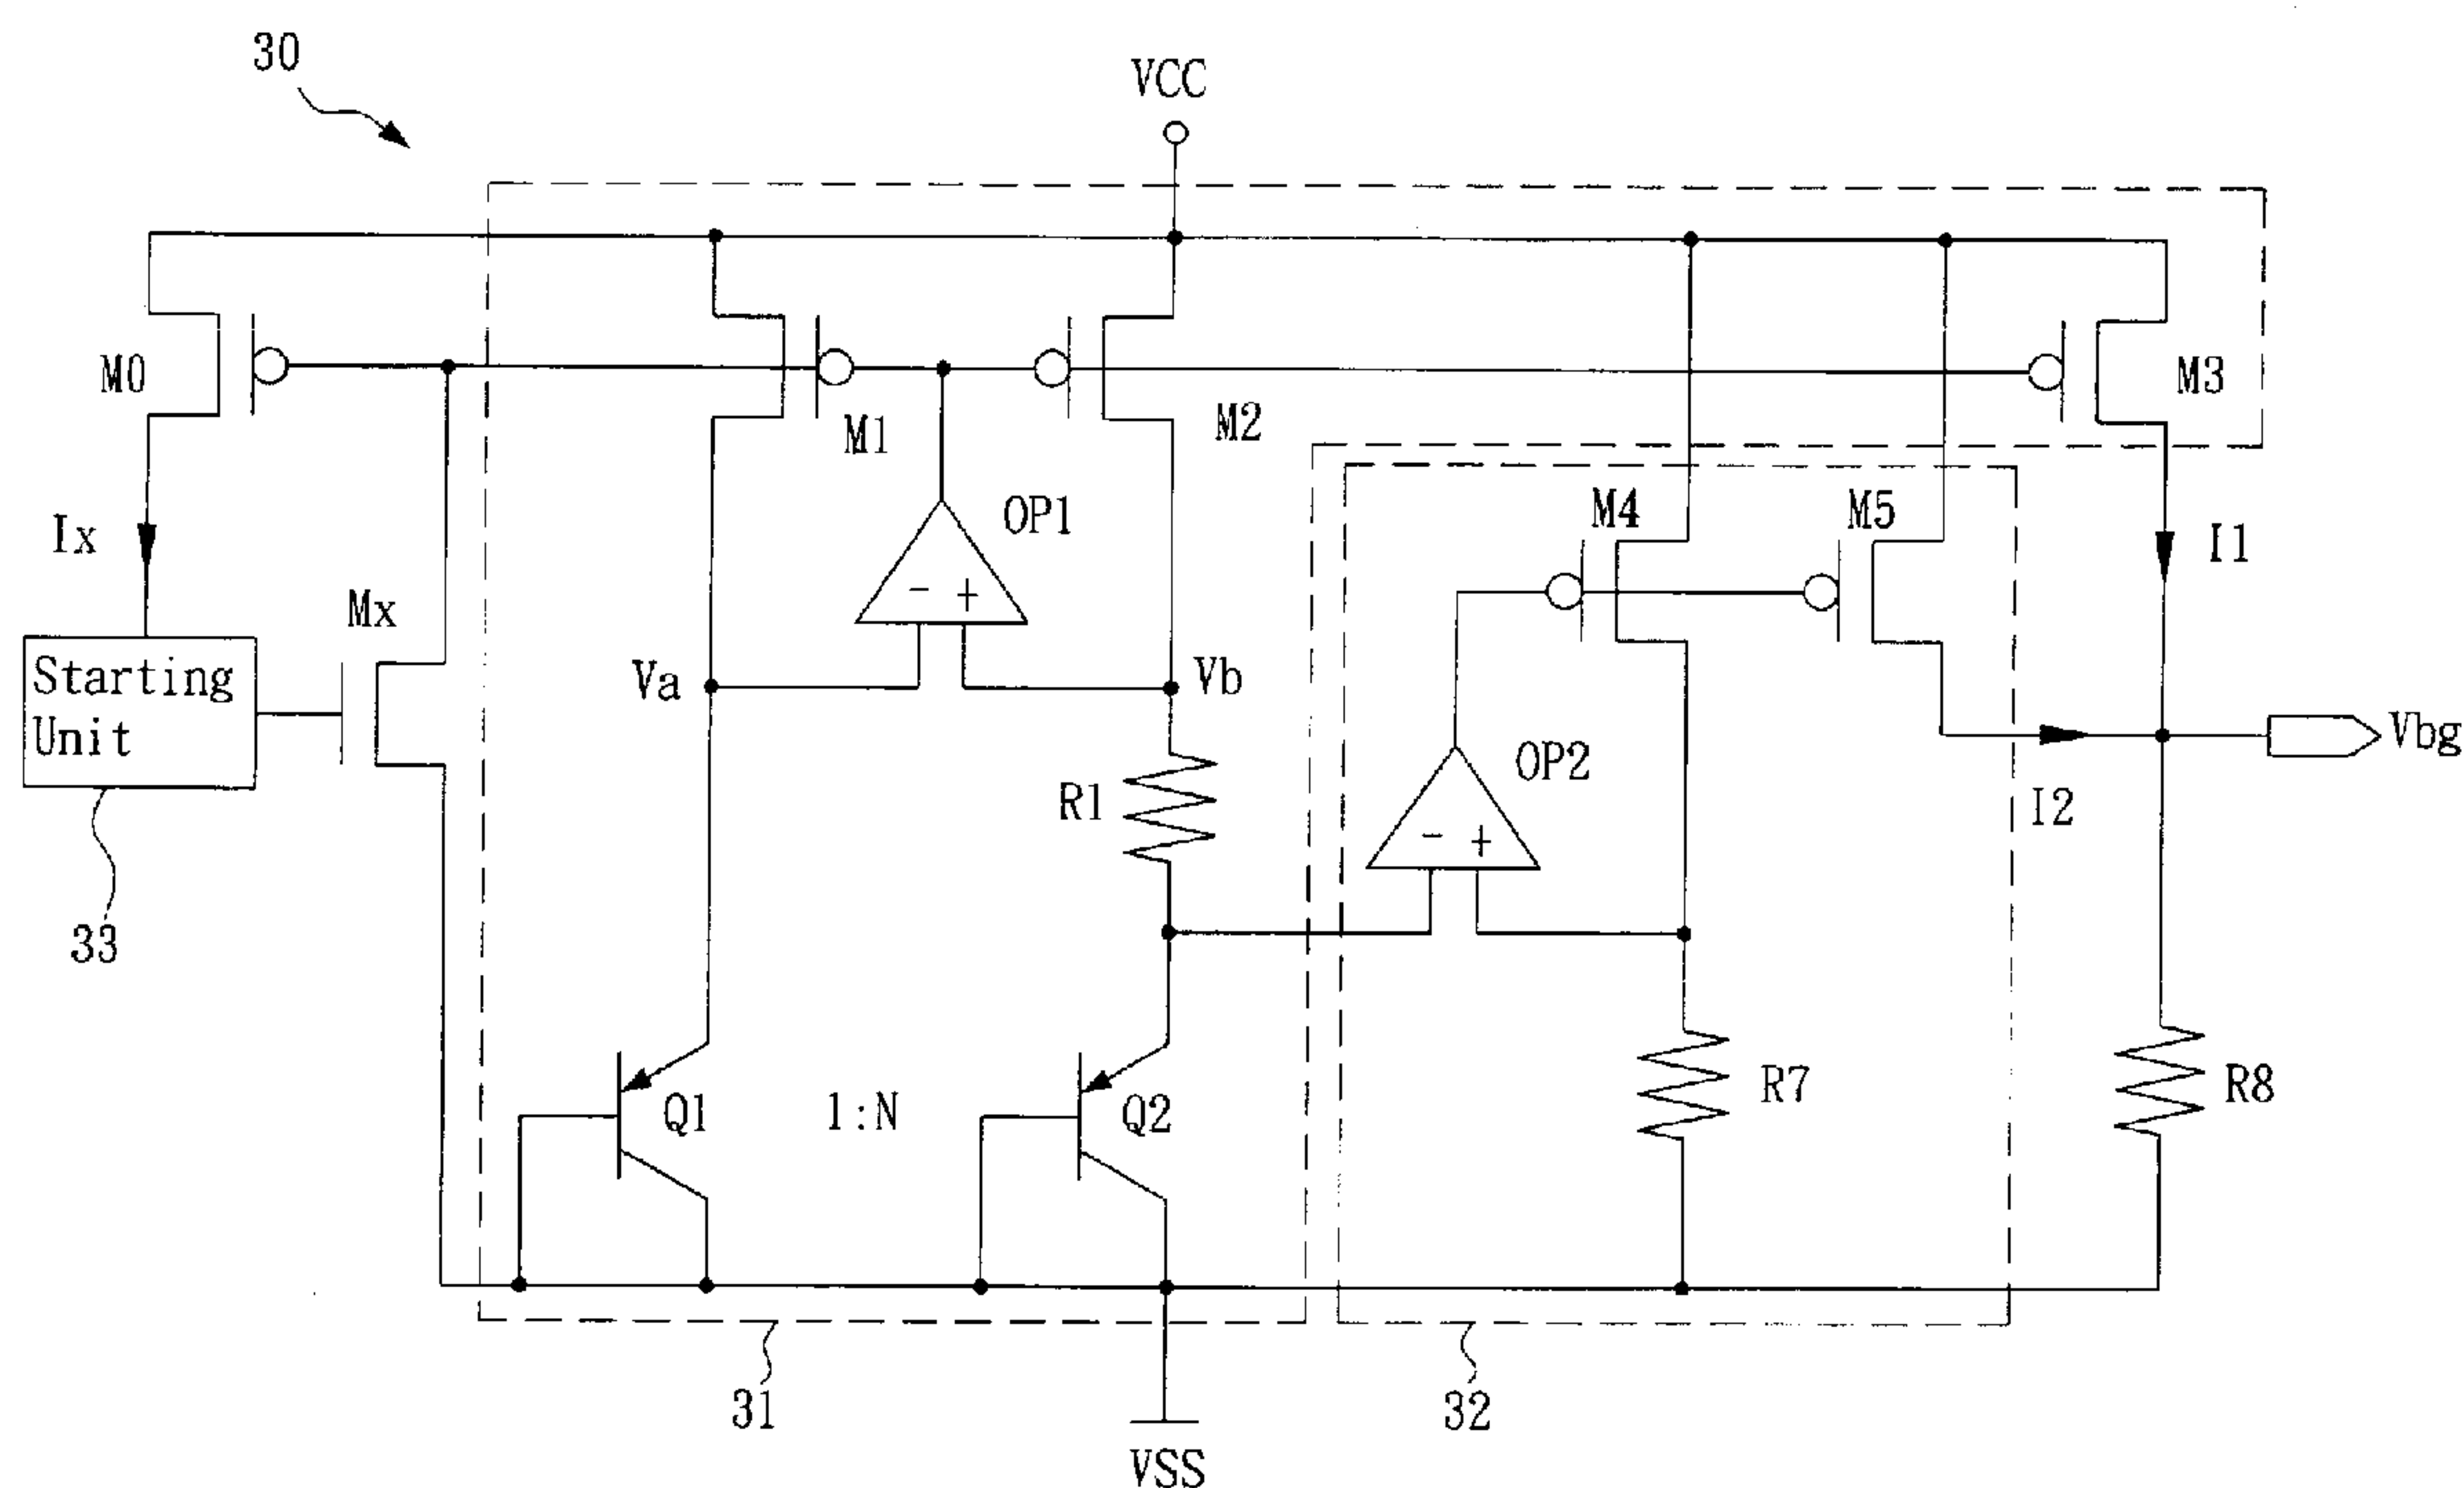 30
VCC
M0
M1
M2
M3
Ix
OP1
M4
M5
I1
Mx
Starting
Unit
Va
Vb
- +
Vbg
R1
OP2
I2
- +
33
Q1
1:N
Q2
R7
R8
31
32
VSS